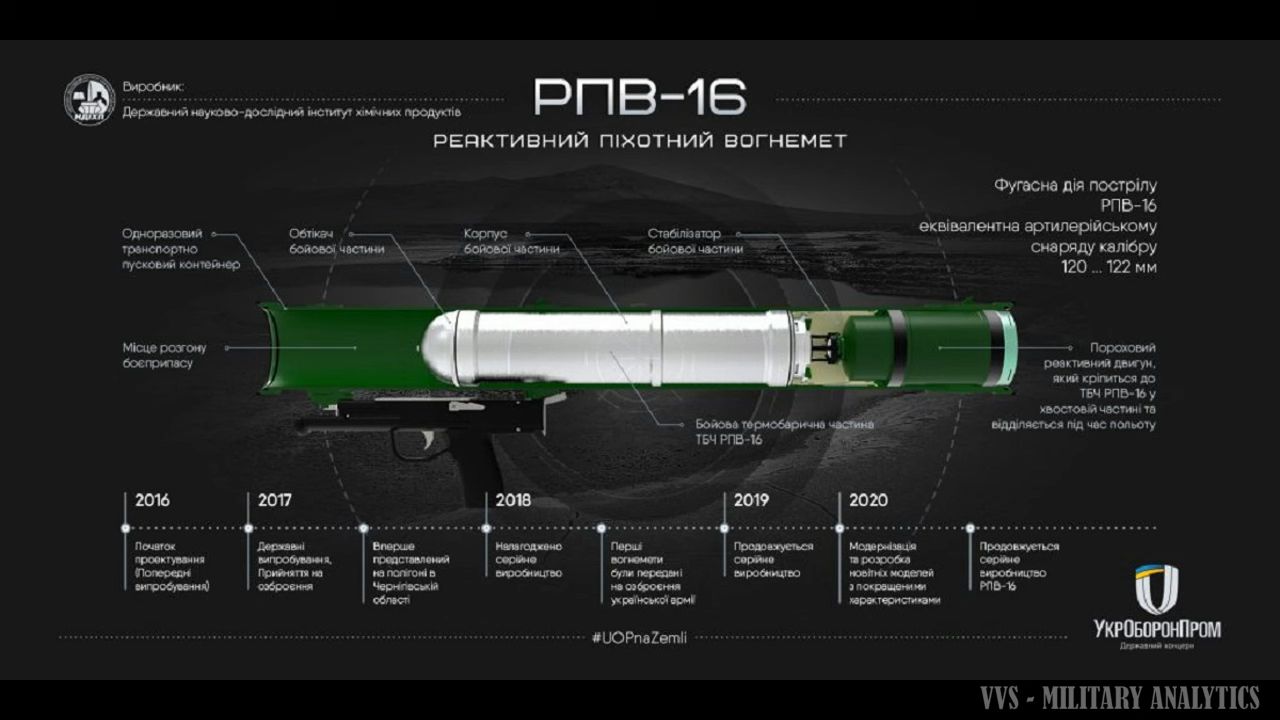 Виробник:
Державний науково-дослідний інститут хімічних продуктів
РПВ-16
РЕАКТИВНИЙ ПІХОТНИЙ ВОГНЕМЕТ
Фугасна дія пострілу
РПВ-16
еквівалентна артилерійському
снаряду калібру
120 ... 122 мм
Одноразовий
транспортно
пусковий контейнер
Обтікач
бойової частини
Корпус
бойової частини
Стабілізатор
бойової частини
Місце розгону
боєприпасу
Пороховий
реактивний двигун,
який кріпиться до
ТБЧ РПВ-16 у
хвостовій частині та
відділяється під час польоту
Бойова термобарична частина
ТБЧ РПВ-16
2016
Початок
проектування
(Попередні
випробування)
2017
Державні
випробування,
Прийняття на
озброєння
Вперше
представлений
на полігоні в
Чернігівській
області
2018
Налагоджено
серійне
виробництво
Перші
вогнемети
були передані
на озброєння
української армії
2019
Продовжується
серійне
виробництво
2020
Модернізація
та розробка
новітніх моделей
з покращеними
характеристиками
Продовжується
серійне
виробництво
РПВ-16
#UOPnaZemli
УКРОБОРОНПРОМ
Державний концерн
VVS - MILITARY ANALYTICS